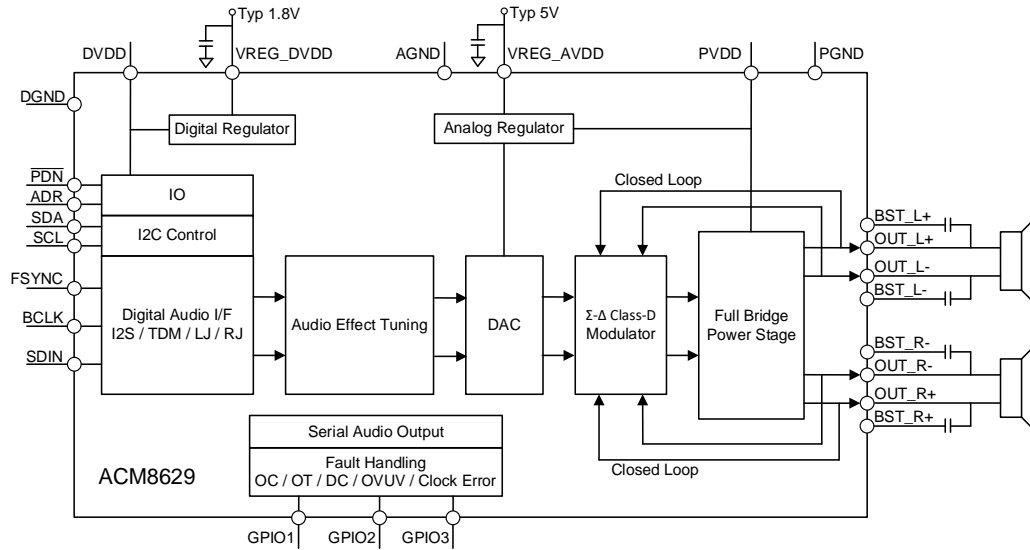 Typ 1.8V
Typ 5V
DVDD
VREG_DVDD
AGND
VREG_AVDD
PVDD
PGND
DGND
Digital Regulator
Analog Regulator
PDN
ADR
SDA
SCL
FSYNC
BCLK
SDIN
IO
I2C Control
Digital Audio I/F
I2S / TDM / LJ / RJ
Audio Effect Tuning
DAC
Closed Loop
Σ-Δ Class-D
Modulator
Full Bridge
Power Stage
BST_L+
OUT_L+
OUT_L-
BST_L-
BST_R-
OUT_R-
OUT_R+
BST_R+
Closed Loop
Serial Audio Output
Fault Handling
OC / OT / DC / OVUV / Clock Error
ACM8629
GPIO1
GPIO2
GPIO3